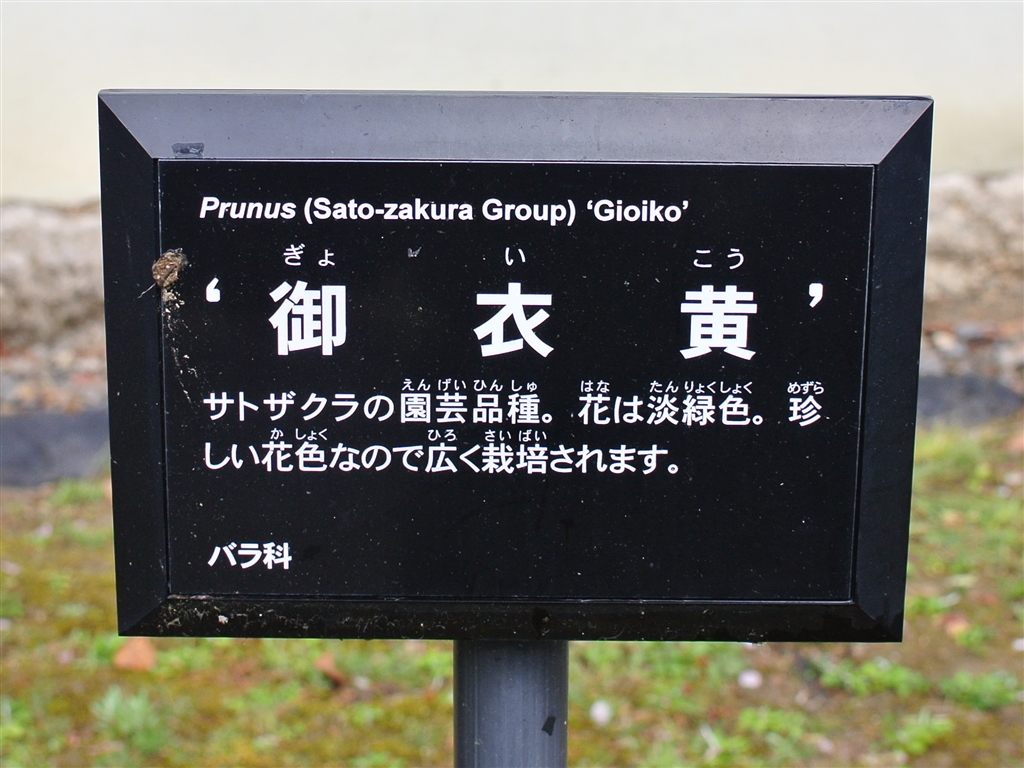 Prunus (Sato-zakura Group) ‘Gioiko’
ぎょ い こう
‘御衣黄’
えんげいひんしゅ はな たんりょくしょく めずら
サトザクラの園芸品種。花は淡緑色。珍
か しょく ひろ さいばい
しい花色なので広く栽培されます。
バラ科